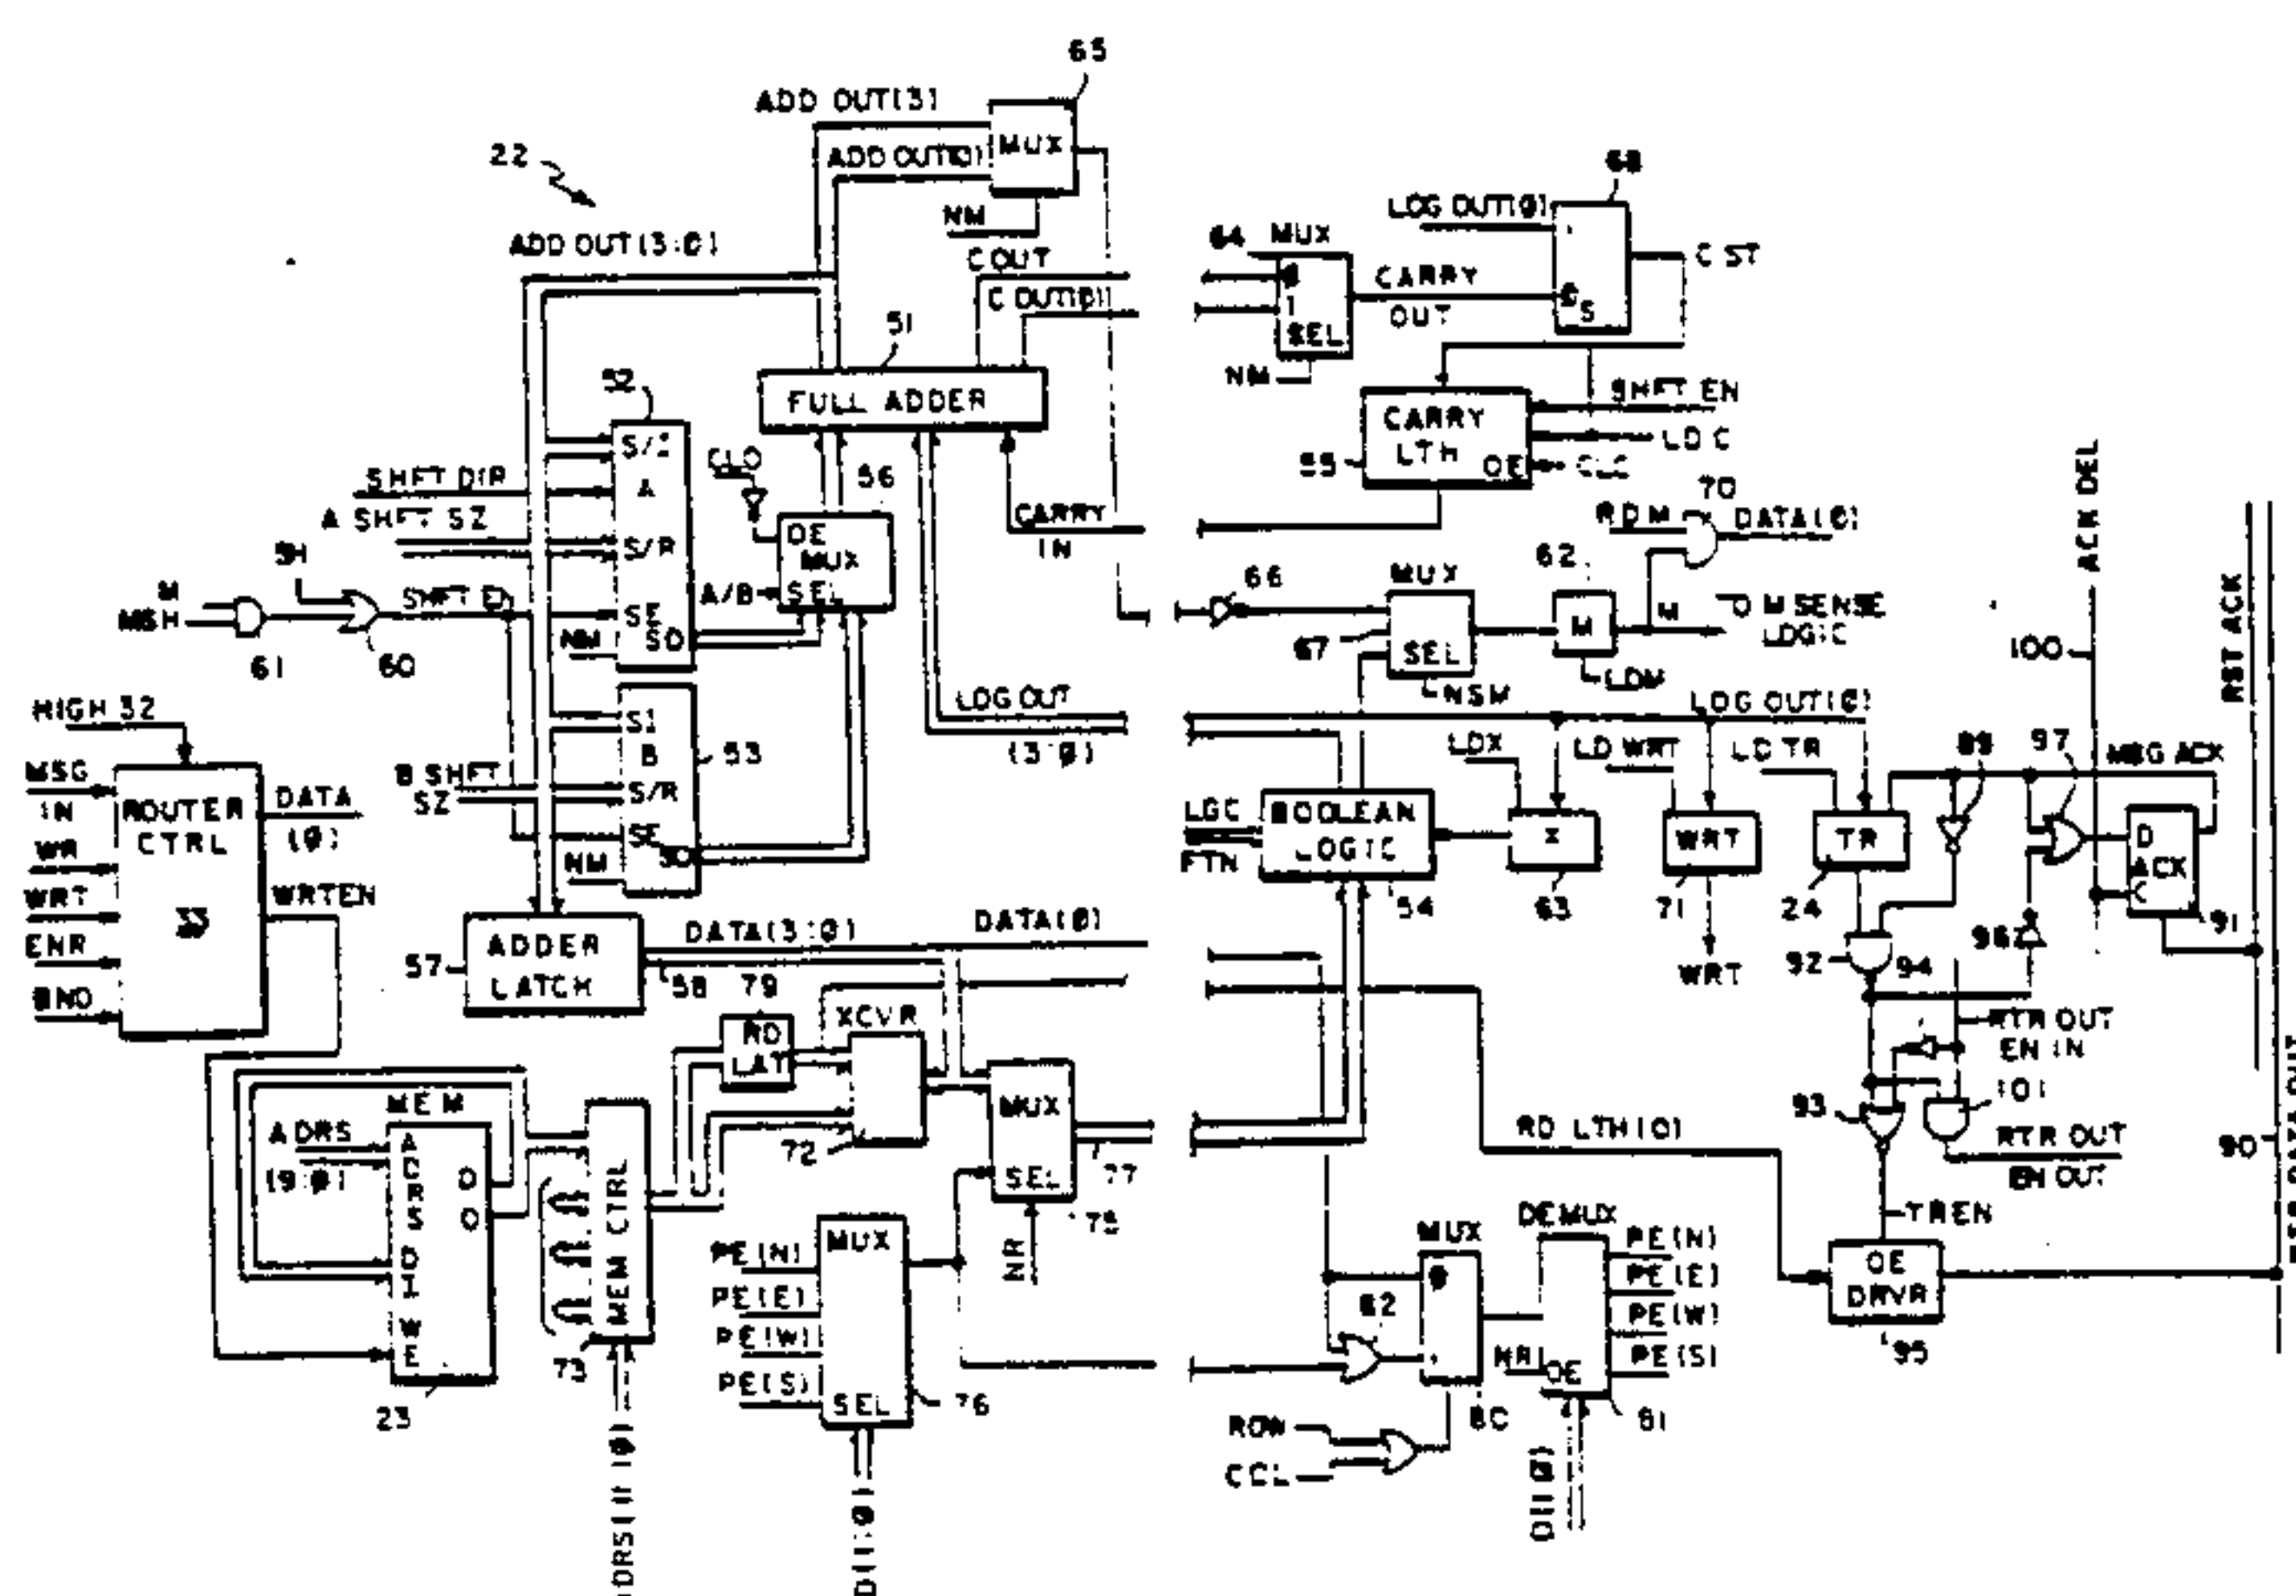 65
ADD OUT(3)
MUX
ADD OUT(0)
22
NM
68
LOG OUT(0)
ADD OUT(3:0)
64 MUX
C ST
C OUT
C OUT(0)
CARRY
OUT
S
SEL
NM
51
FULL ADDER
52
S/I
A
S/R
SE
SO
NM
SHFT DIR
A SHFT SZ
SH
M
MSH
61
60
56
OE
MUX
SEL
A/B
CARRY
IN
SHFT EN
CARRY
LTH
LD C
55
OE
CLC
70
RD M
DATA(0)
62
66
MUX
67
SEL
NSM
M
LDM
M
TO M SENSE
LOGIC
ACK DEL
100
RST ACK
HIGH 32
MSG
IN
ROUTER
CTRL
33
WR
WRT
ENR
DATA
(0)
WRTEN
SI
B
53
S/R
SE
SO
NM
B SHFT
SZ
LOG OUT
(3:0)
LOG OUT(0)
LDX
LD WRT
LD TR
89
97
MSG ACK
LGC
FTN
BOOLEAN
LOGIC
54
X
63
WRT
71
WRT
TR
24
D
ACK
C
91
ADDER
LATCH
57
58
DATA(3:0)
DATA(0)
92
94
96
RTR OUT
EN IN
79
RD
LAT
XCVR
72
MUX
SEL
75
77
NR
93
101
RTR OUT
EN OUT
90
RD LTH(0)
TREN
MEM
ADRS
(9:0)
ADRS
DI
WE
23
MEM CTRL
73
MUX
PE(N)
PE(E)
PE(W)
PE(S)
SEL
76
MUX
82
80
DEMUX
PE(N)
PE(E)
PE(W)
PE(S)
OE
81
OE
DRVR
95
ROW
COL